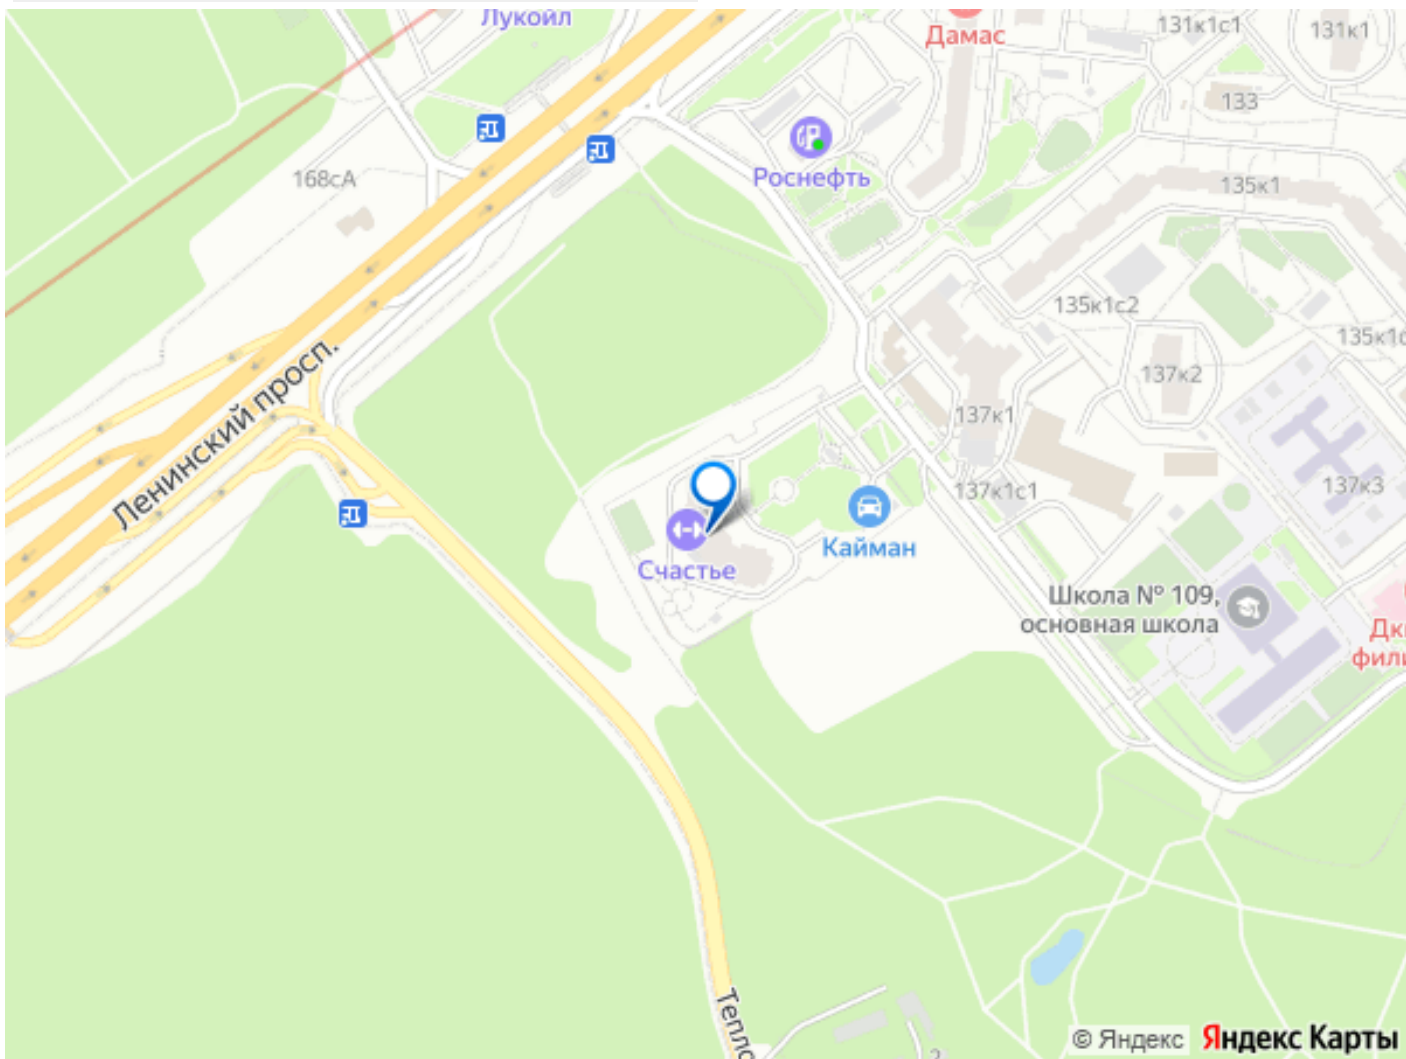 Лукойл
Дамас
131к1с1
131к1
133
168сА
Роснефть
135к1
135к1с2
137к2
Ленинский просп.
137к1
137к1с1
137к3
Кайман
Счастье
Школа № 109,
основная школа
© Яндекс
Яндекс Карты